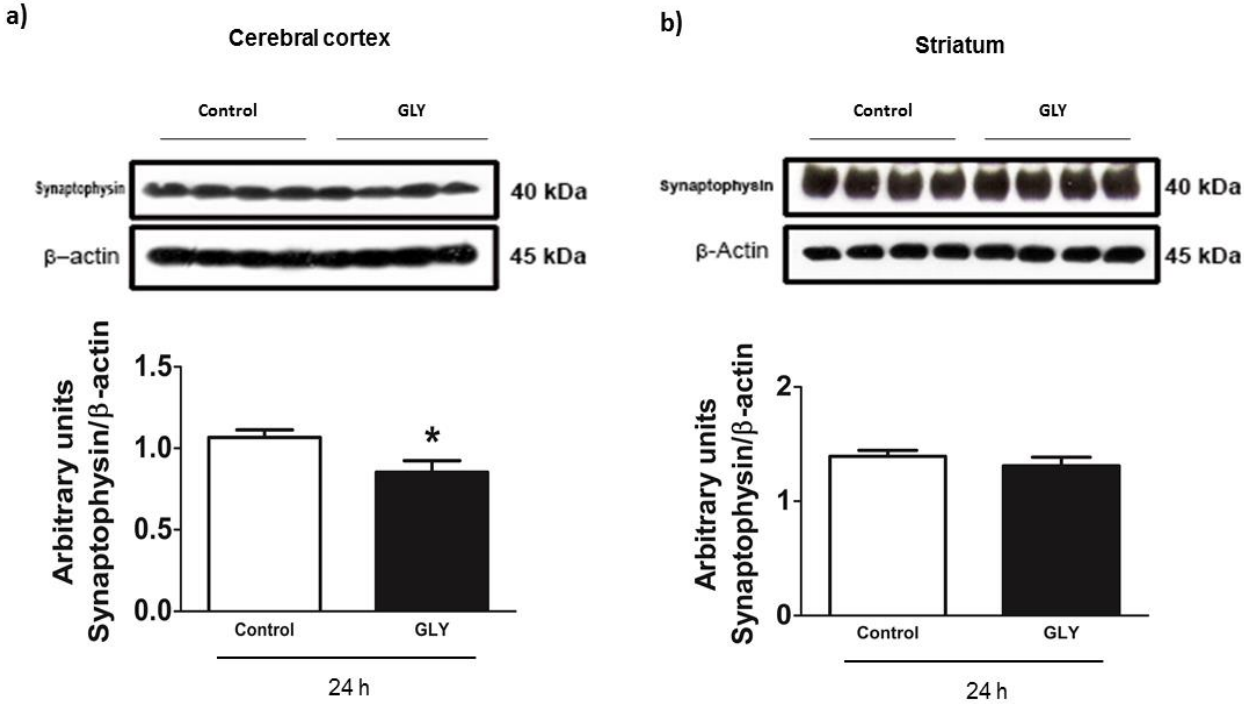 a)
Cerebral cortex
Control GLY
Synaptophysin 40 kDa
β–actin 45 kDa
Arbitrary units
Synaptophysin/β-actin
1.5
1.0
0.5
0.0
*
Control GLY
24 h
b)
Striatum
Control GLY
Synaptophysin 40 kDa
β-Actin 45 kDa
Arbitrary units
Synaptophysin/β-actin
2
1
0
Control GLY
24 h